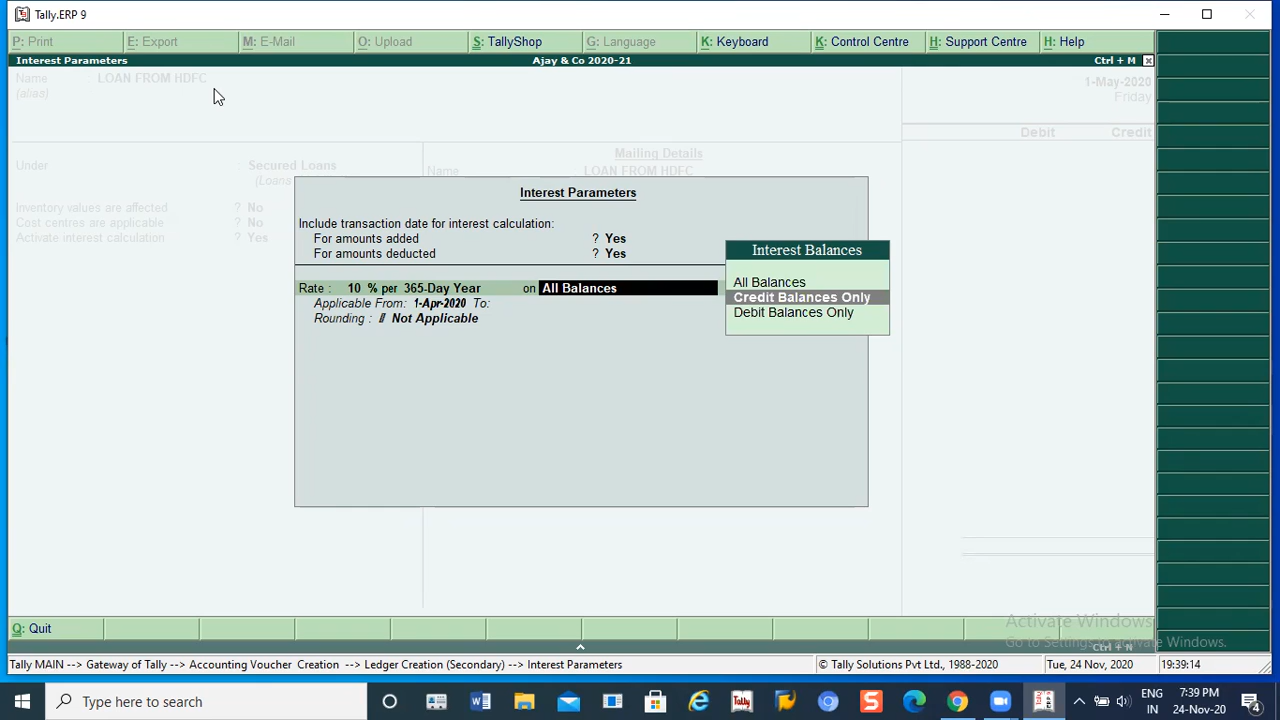 Tally.ERP 9
P: Print E: Export M: E-Mail O: Upload S: TallyShop G: Language K: Keyboard K: Control Centre H: Support Centre H: Help
Interest Parameters Ajay & Co 2020-21 Ctrl + M
Name LOAN FROM HDFC 1-May-2020
(alias) Friday
Debit Credit
Mailing Details
Under : Secured Loans Name : LOAN FROM HDFC
(Loans
Inventory values are affected ? No
Cost centres are applicable ? No
Activate interest calculation ? Yes
Interest Parameters
Include transaction date for interest calculation:
For amounts added ? Yes
For amounts deducted ? Yes
Rate : 10 % per 365-Day Year on All Balances
Applicable From: 1-Apr-2020 To:
Rounding : Not Applicable
Interest Balances
All Balances
Credit Balances Only
Debit Balances Only
Activate Windows
Go to Settings to activate Windows.
Q: Quit
Ctrl + N
Tally MAIN --> Gateway of Tally --> Accounting Voucher Creation --> Ledger Creation (Secondary) --> Interest Parameters © Tally Solutions Pvt Ltd., 1988-2020 Tue, 24 Nov, 2020 19:39:14
Type here to search
ENG 7:39 PM
IN 24-Nov-20 4